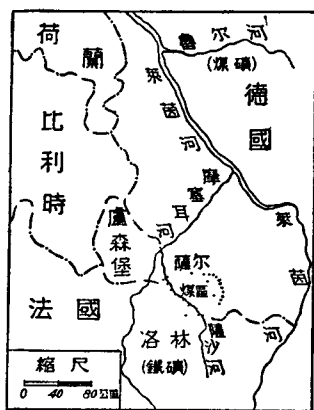 荷蘭
魯尔河
(煤礦)
萊茵河
德國
比利時
摩塞耳河
盧森堡
萊茵河
薩尔
煤區
法國
洛林
(鐵礦)
薩沙河
縮尺
0 40 80公里